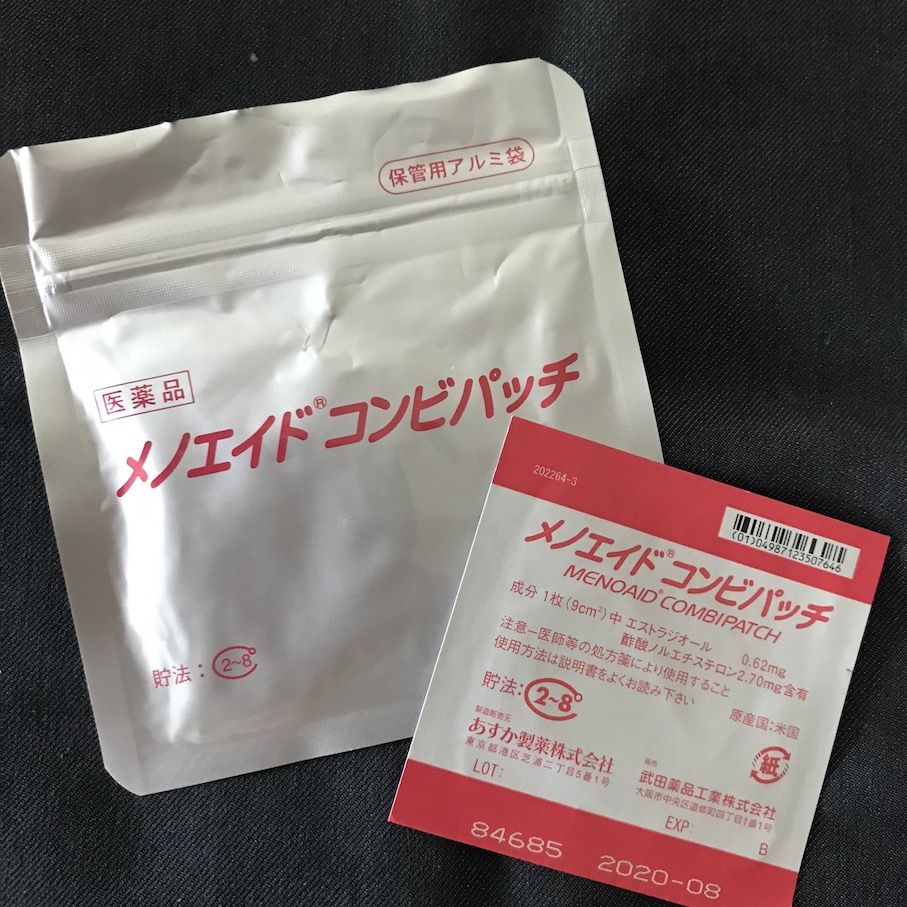 保管用アルミ袋
医薬品
メノエイド®コンビパッチ
貯法:2~8°
202264-3
(01)04987123507646
メノエイド®コンビパッチ
MENOAID®COMBIPATCH
成分 1枚(9cm²)中 エストラジオール 0.62mg
酢酸ノルエチステロン2.70mg含有
注意-医師等の処方箋により使用すること
使用方法は説明書をよくお読み下さい
貯法:2~8°
原産国:米国
製造販売元
あすか製薬株式会社
東京都港区芝浦二丁目5番1号
紙
販売
武田薬品工業株式会社
大阪市中央区道修町四丁目1番1号
LOT:
EXP:
B
84685 2020-08